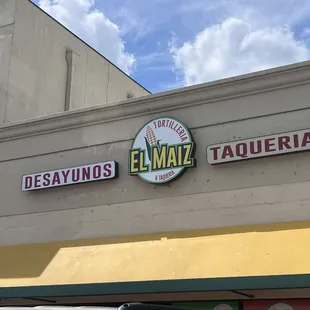 DESAYUNOS
TORTILLERIA
EL MAIZ
& TAQUERIA
TAQUERIA